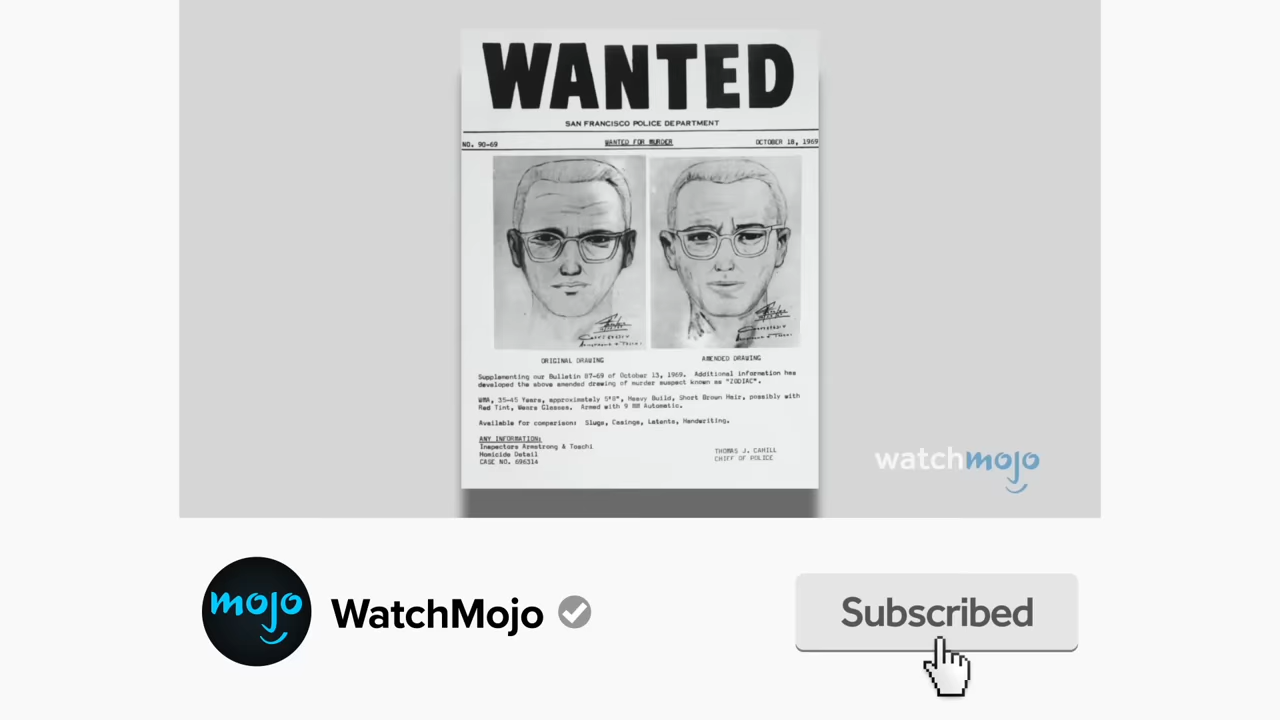 WANTED
SAN FRANCISCO POLICE DEPARTMENT
NO. 90-69 WANTED FOR MURDER OCTOBER 18, 1969
ORIGINAL DRAWING AMENDED DRAWING
Supplementing our Bulletin 87-69 of October 13, 1969. Additional information has
developed the above amended drawing of murder suspect known as "ZODIAC".
WMA, 35-45 Years, approximately 5'8", Heavy Build, Short Brown Hair, possibly with
Red Tint, Wears Glasses. Armed with 9 MM Automatic.
Available for comparison: Slugs, Casings, Latents, Handwriting.
ANY INFORMATION:
Inspectors Armstrong & Toschi
Homicide Detail
CASE NO. 696314
THOMAS J. CAHILL
CHIEF OF POLICE
watchmojo
mojo
WatchMojo
Subscribed